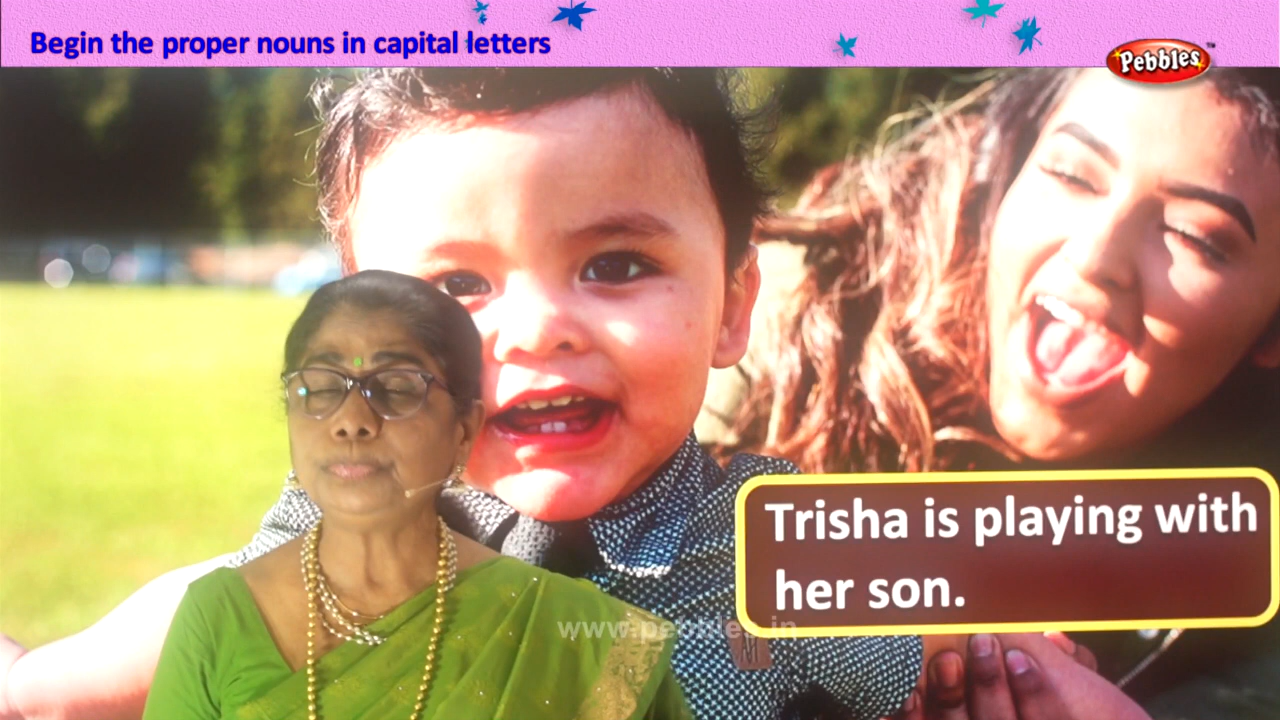 Begin the proper nouns in capital letters
Pebbles
Trisha is playing with
her son.
www.pebbles.in